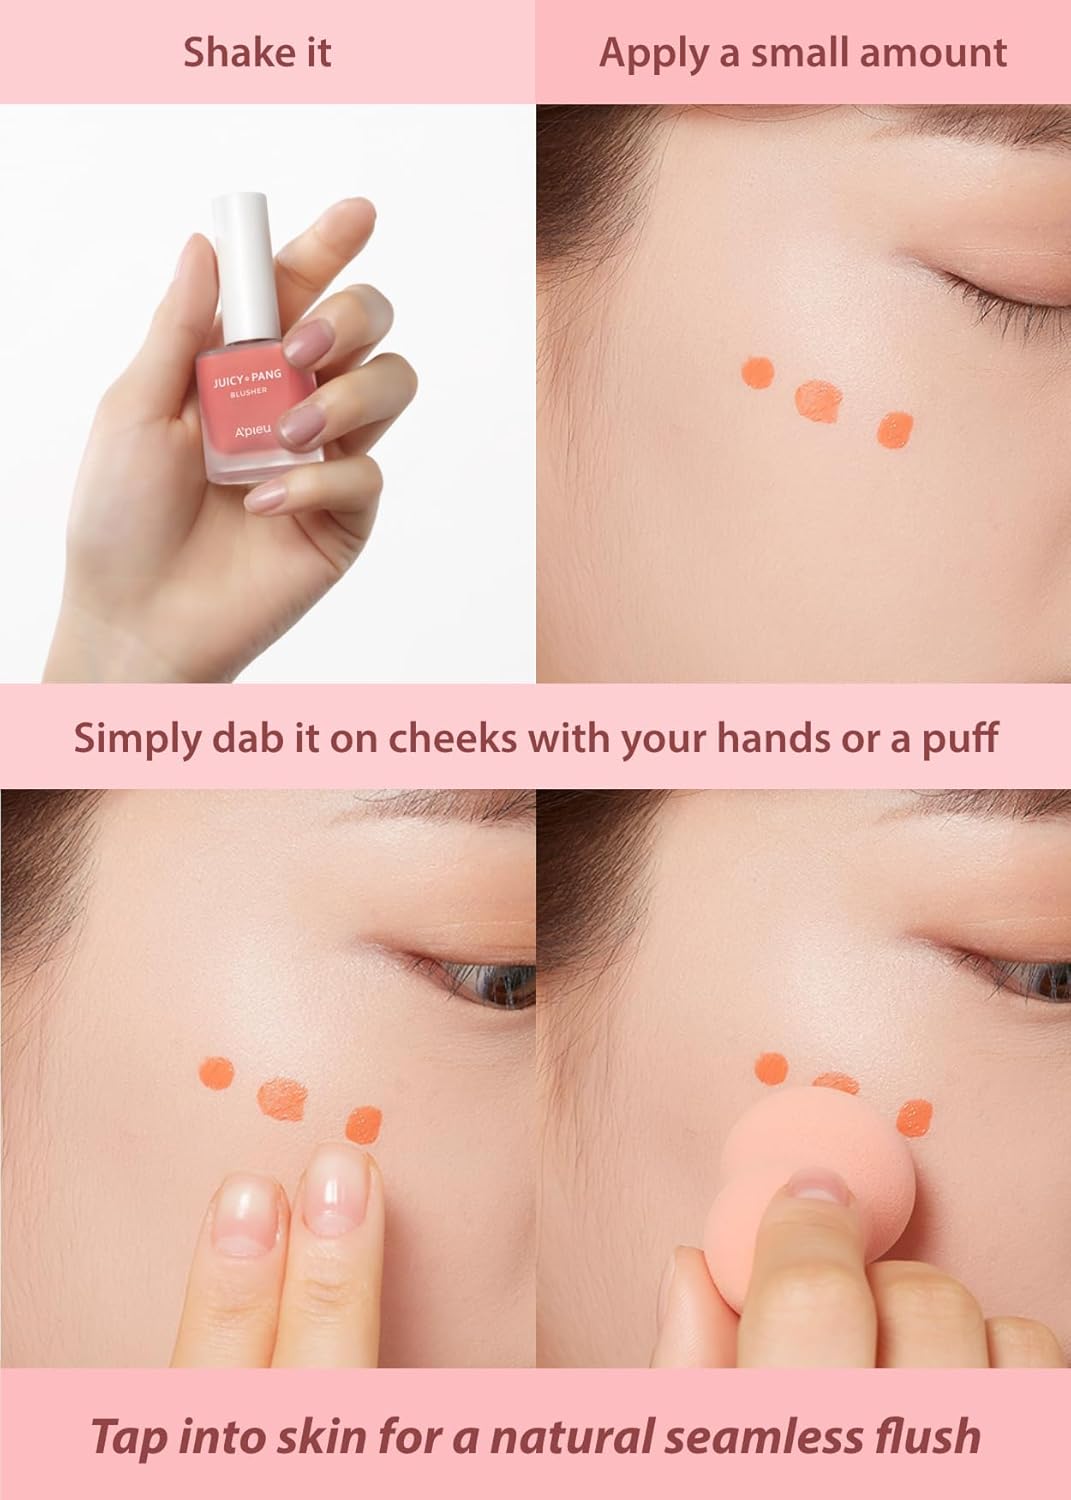 Shake it
Apply a small amount
JUICY•PANG
BLUSHER
A'pieu
Simply dab it on cheeks with your hands or a puff
Tap into skin for a natural seamless flush